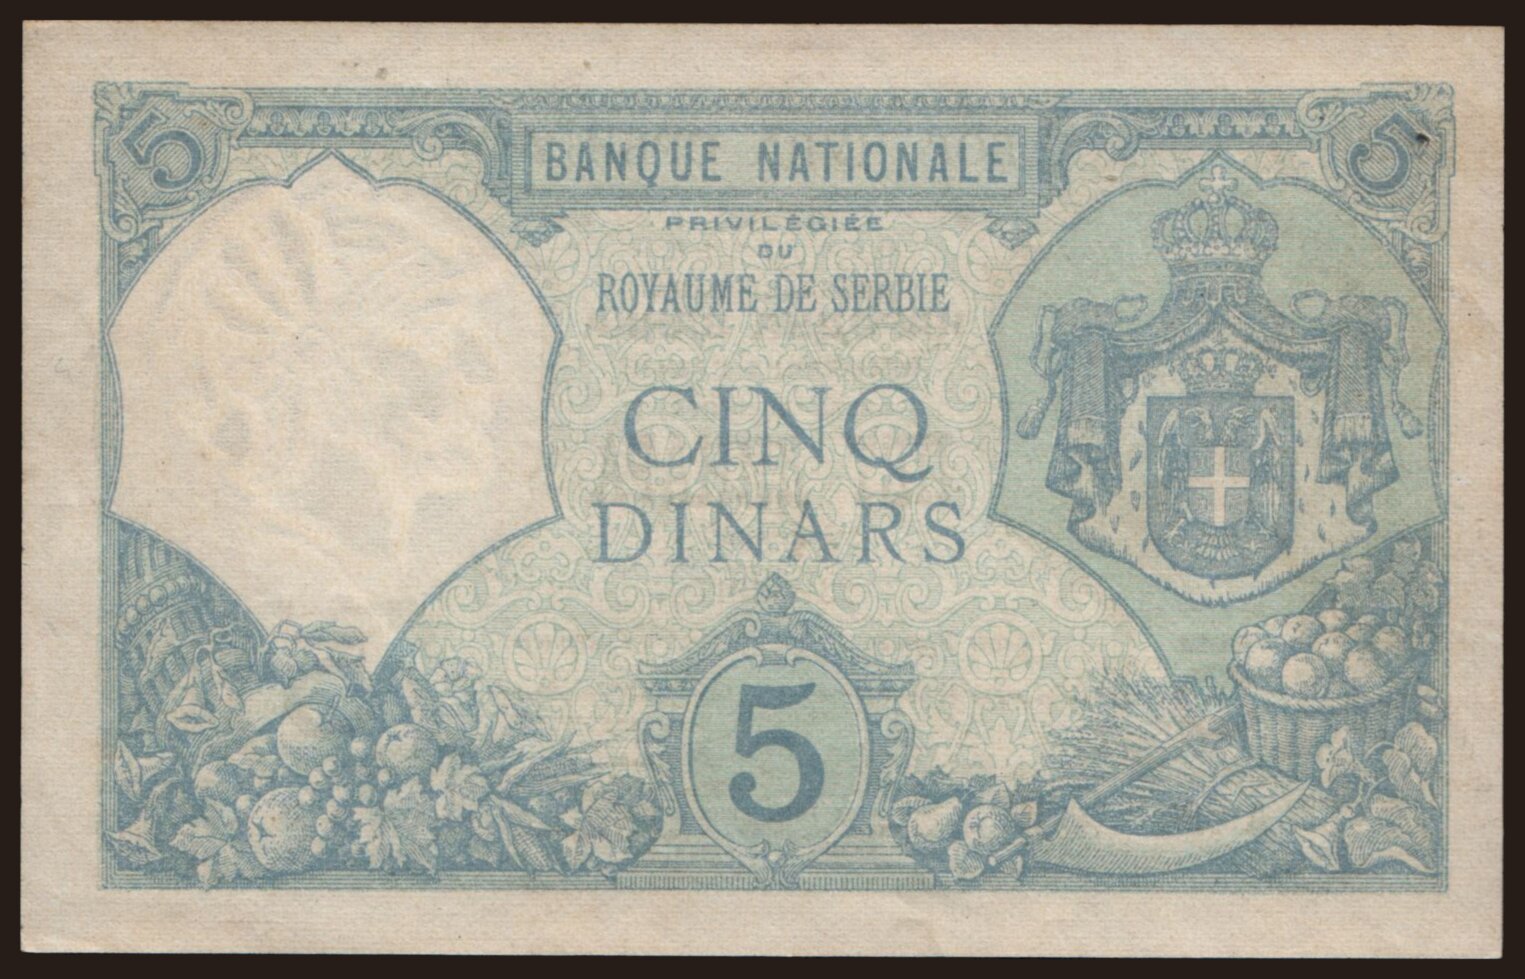 5 BANQUE NATIONALE 5
PRIVILÉGIÉE
DU
ROYAUME DE SERBIE
CINQ
DINARS
5